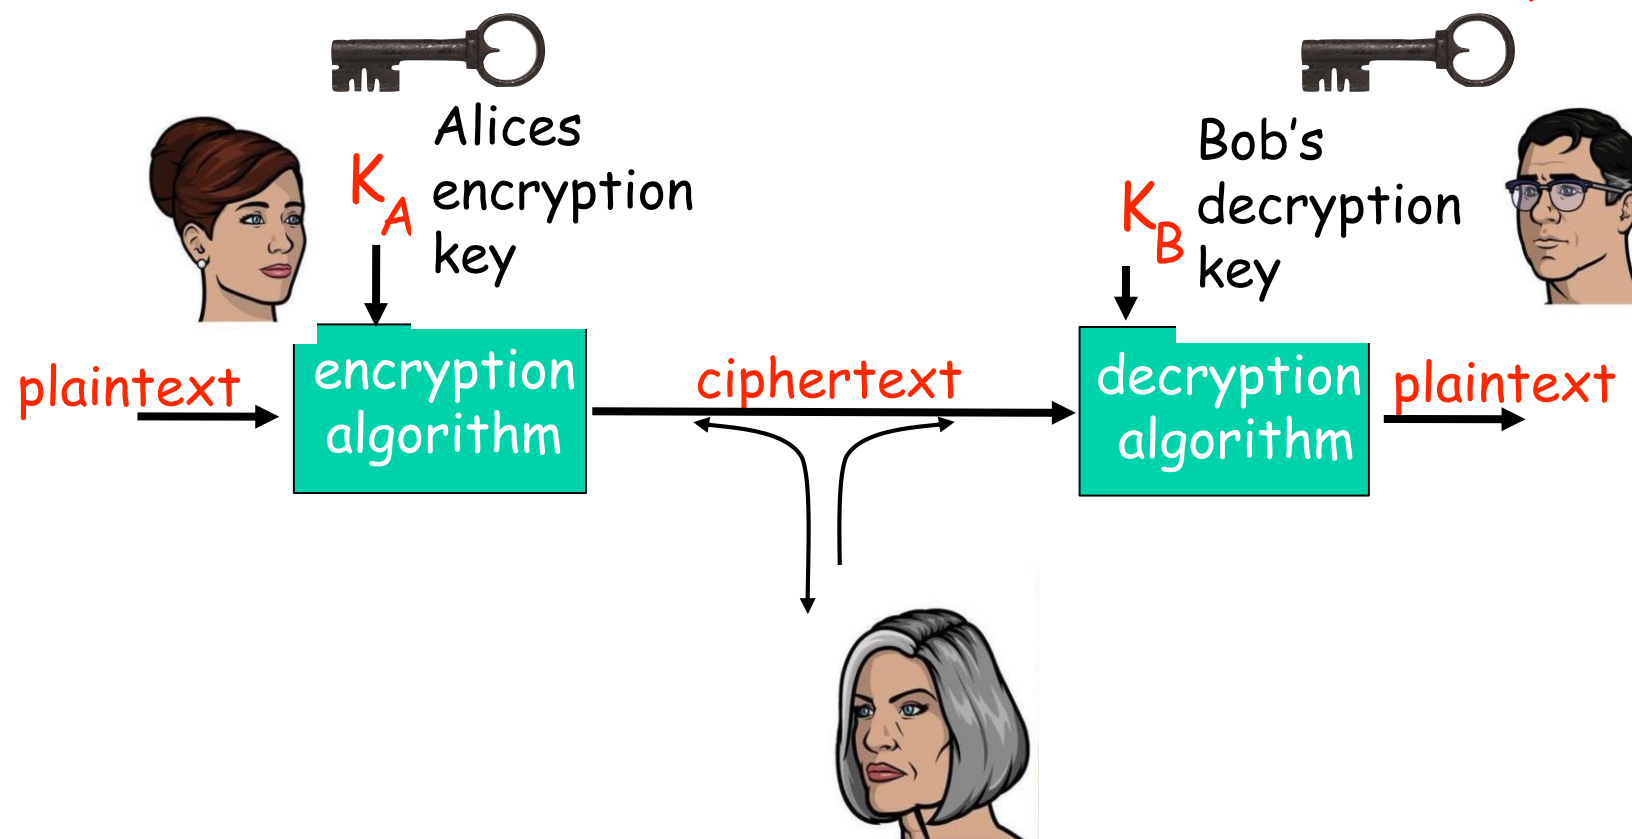 Alices
encryption
key
K
A
Bob's
decryption
key
K
B
plaintext
encryption
algorithm
ciphertext
decryption
algorithm
plaintext